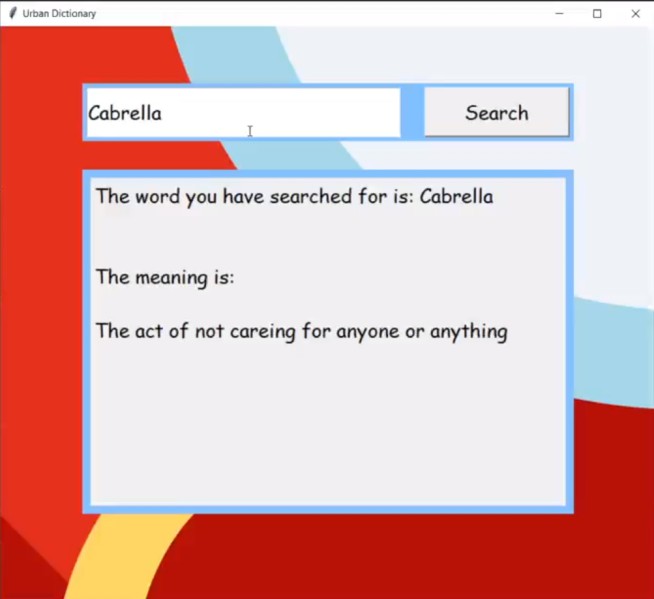 Urban Dictionary
Cabrella
Search
The word you have searched for is: Cabrella
The meaning is:
The act of not careing for anyone or anything